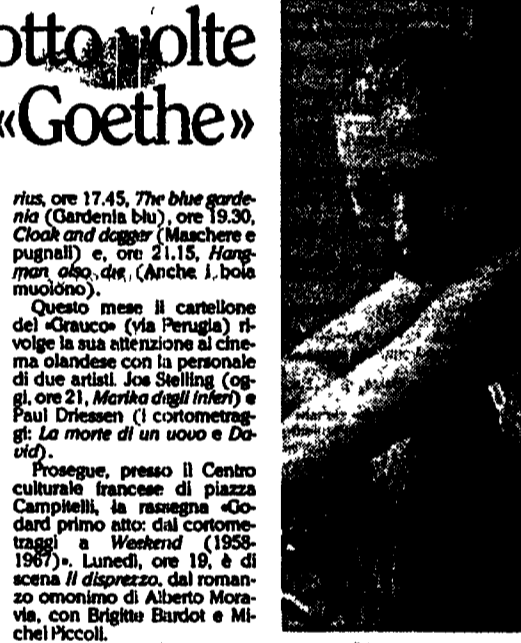 otto volte
«Goethe»
rius, ore 17.45, The blue garde-
nia (Gardenia blu), ore 19.30,
Cloak and dagger (Maschere e
pugnali) e, ore 21.15, Hang-
man also die, (Anche i boia
muoiono).
Questo mese il cartellone
del «Grauco» (via Perugia) ri-
volge la sua attenzione al cine-
ma olandese con la personale
di due artisti. Jos Stelling (og-
gi, ore 21, Marika degli inferi) e
Paul Driessen (i cortometrag-
gi: La morte di un uovo e Da-
vid).
Prosegue, presso il Centro
culturale francese di piazza
Campitelli, la rassegna «Go-
dard primo atto: dal cortome-
traggi a Weekend (1958-
1967)». Lunedì, ore 19, è di
scena Il disprezzo, dal roman-
zo omonimo di Alberto Mora-
via, con Brigitte Bardot e Mi-
chel Piccoli.